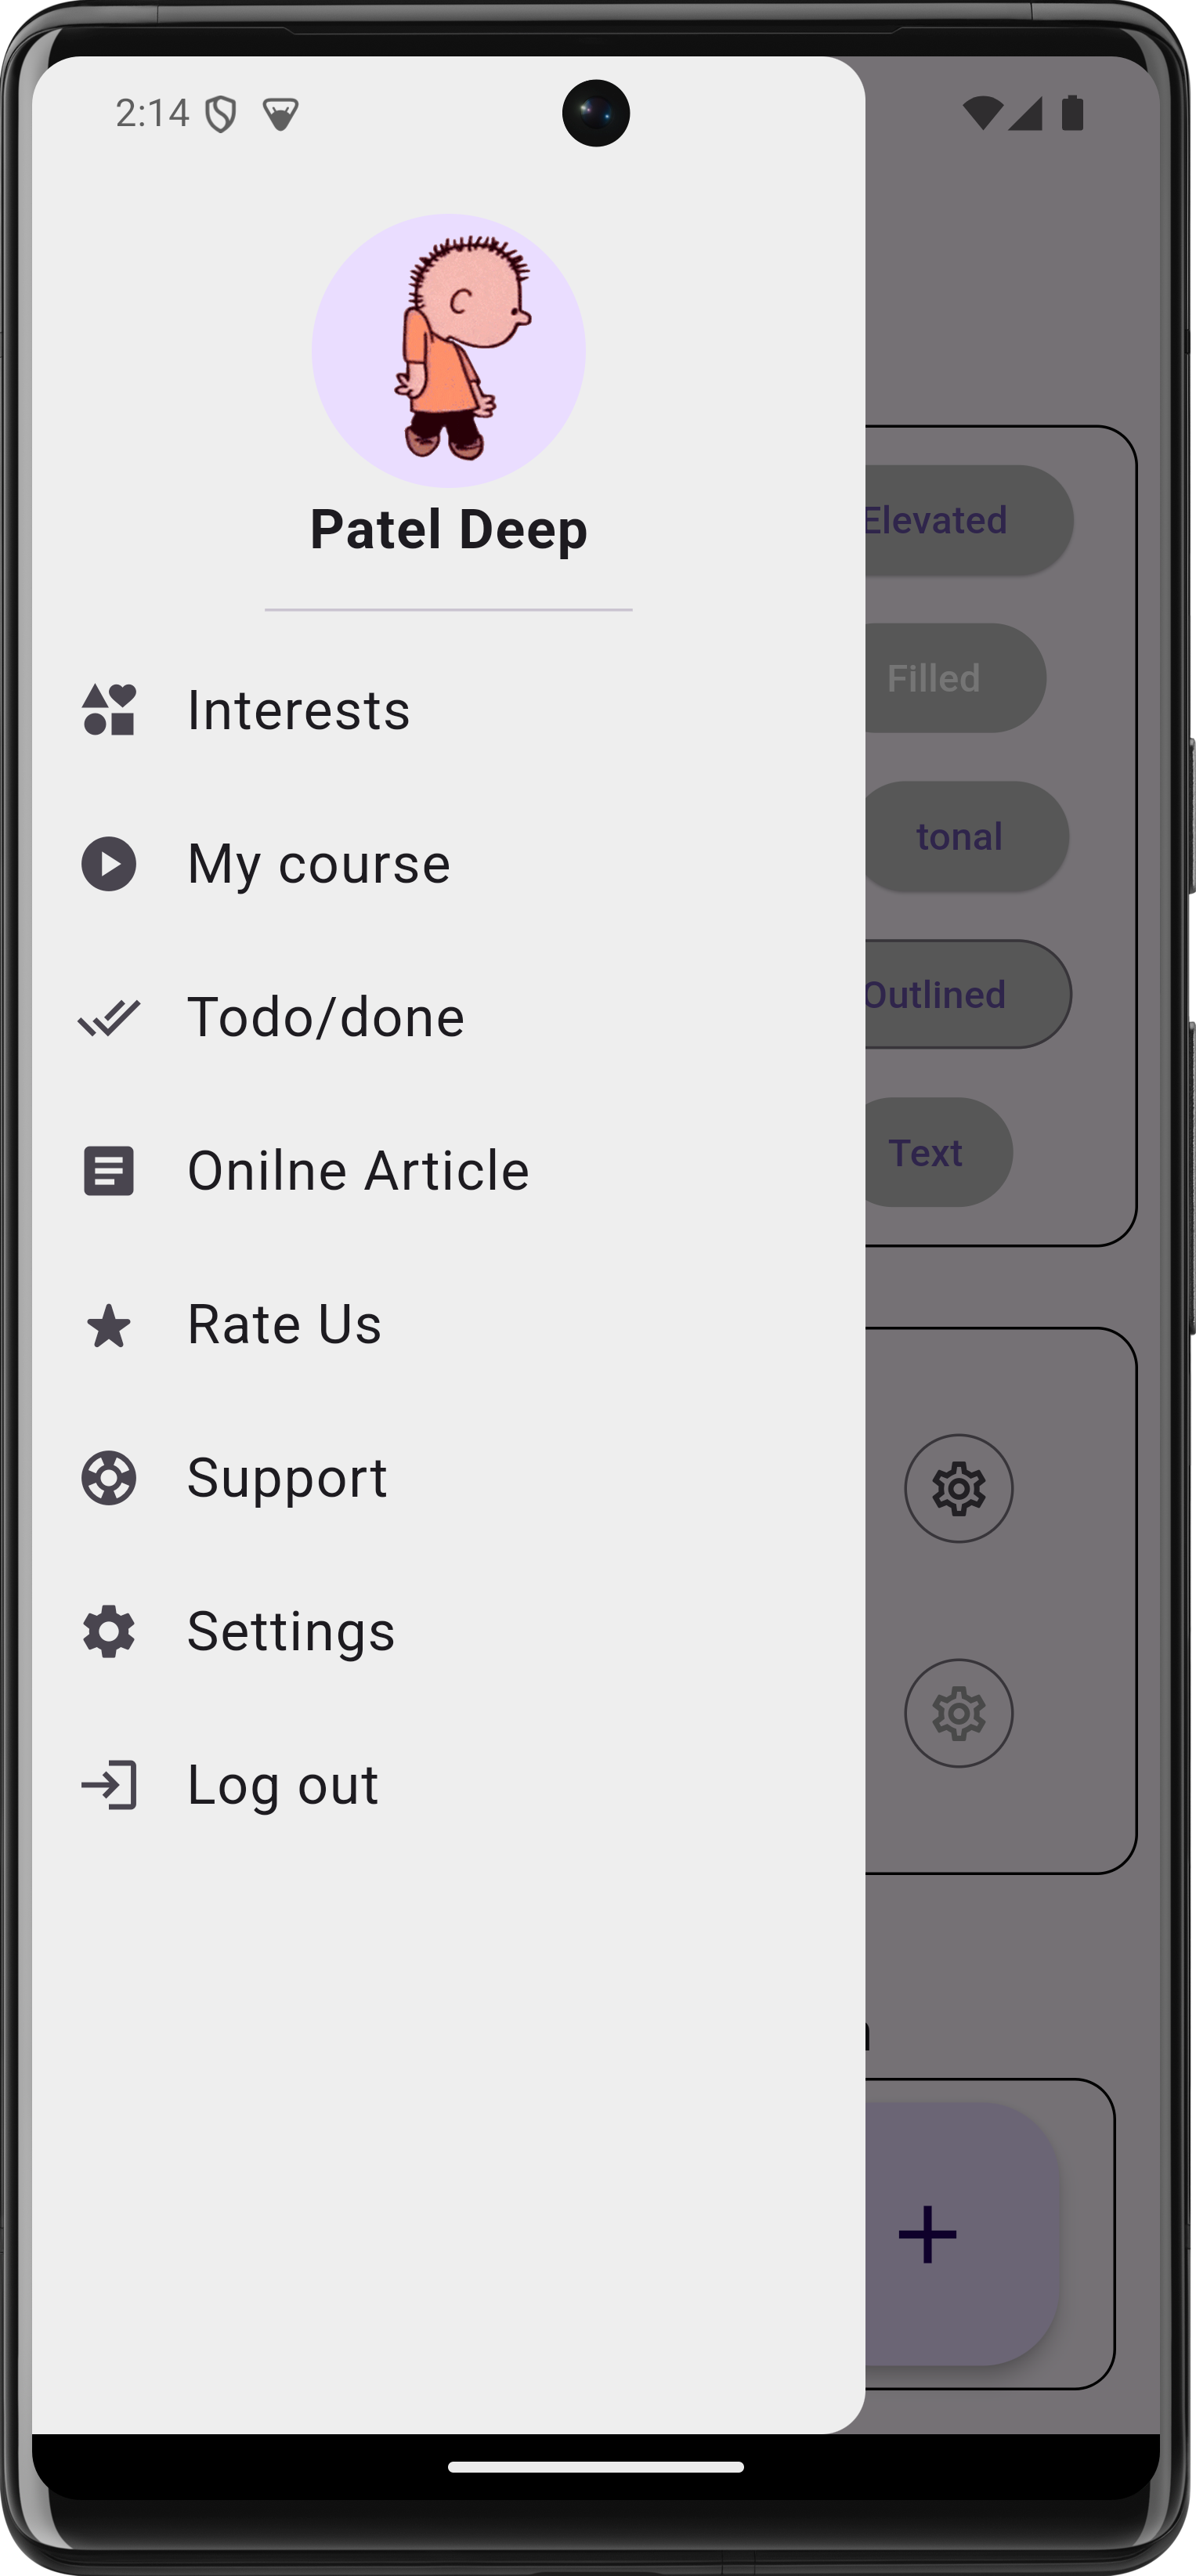 2:14
Patel Deep
Interests
My course
Todo/done
Onilne Article
Rate Us
Support
Settings
Log out
Elevated
Filled
tonal
Outlined
Text